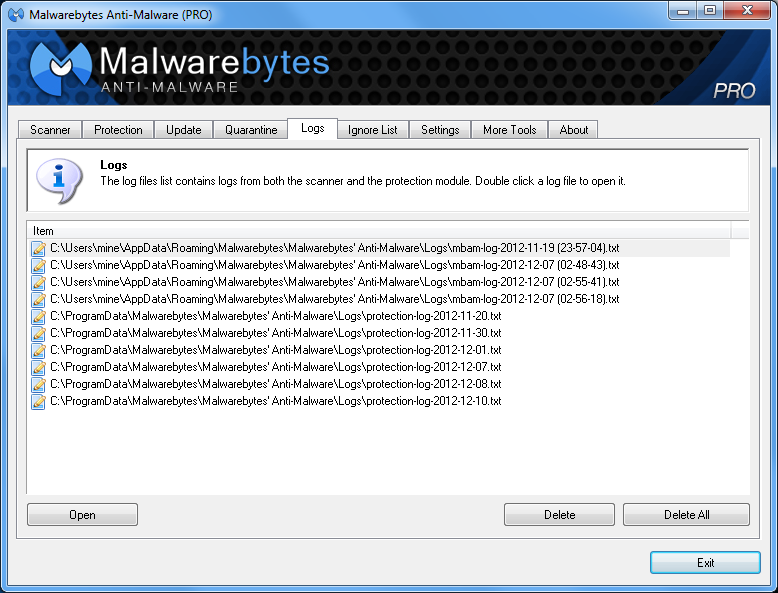 Malwarebytes Anti-Malware (PRO)
Malwarebytes
ANTI-MALWARE
PRO
Scanner Protection Update Quarantine Logs Ignore List Settings More Tools About
Logs
The log files list contains logs from both the scanner and the protection module. Double click a log file to open it.
Item
C:\Users\mine\AppData\Roaming\Malwarebytes\Malwarebytes' Anti-Malware\Logs\mbam-log-2012-11-19 (23-57-04).txt
C:\Users\mine\AppData\Roaming\Malwarebytes\Malwarebytes' Anti-Malware\Logs\mbam-log-2012-12-07 (02-48-43).txt
C:\Users\mine\AppData\Roaming\Malwarebytes\Malwarebytes' Anti-Malware\Logs\mbam-log-2012-12-07 (02-55-41).txt
C:\Users\mine\AppData\Roaming\Malwarebytes\Malwarebytes' Anti-Malware\Logs\mbam-log-2012-12-07 (02-56-18).txt
C:\ProgramData\Malwarebytes\Malwarebytes' Anti-Malware\Logs\protection-log-2012-11-20.txt
C:\ProgramData\Malwarebytes\Malwarebytes' Anti-Malware\Logs\protection-log-2012-11-30.txt
C:\ProgramData\Malwarebytes\Malwarebytes' Anti-Malware\Logs\protection-log-2012-12-01.txt
C:\ProgramData\Malwarebytes\Malwarebytes' Anti-Malware\Logs\protection-log-2012-12-07.txt
C:\ProgramData\Malwarebytes\Malwarebytes' Anti-Malware\Logs\protection-log-2012-12-08.txt
C:\ProgramData\Malwarebytes\Malwarebytes' Anti-Malware\Logs\protection-log-2012-12-10.txt
Open Delete Delete All
Exit